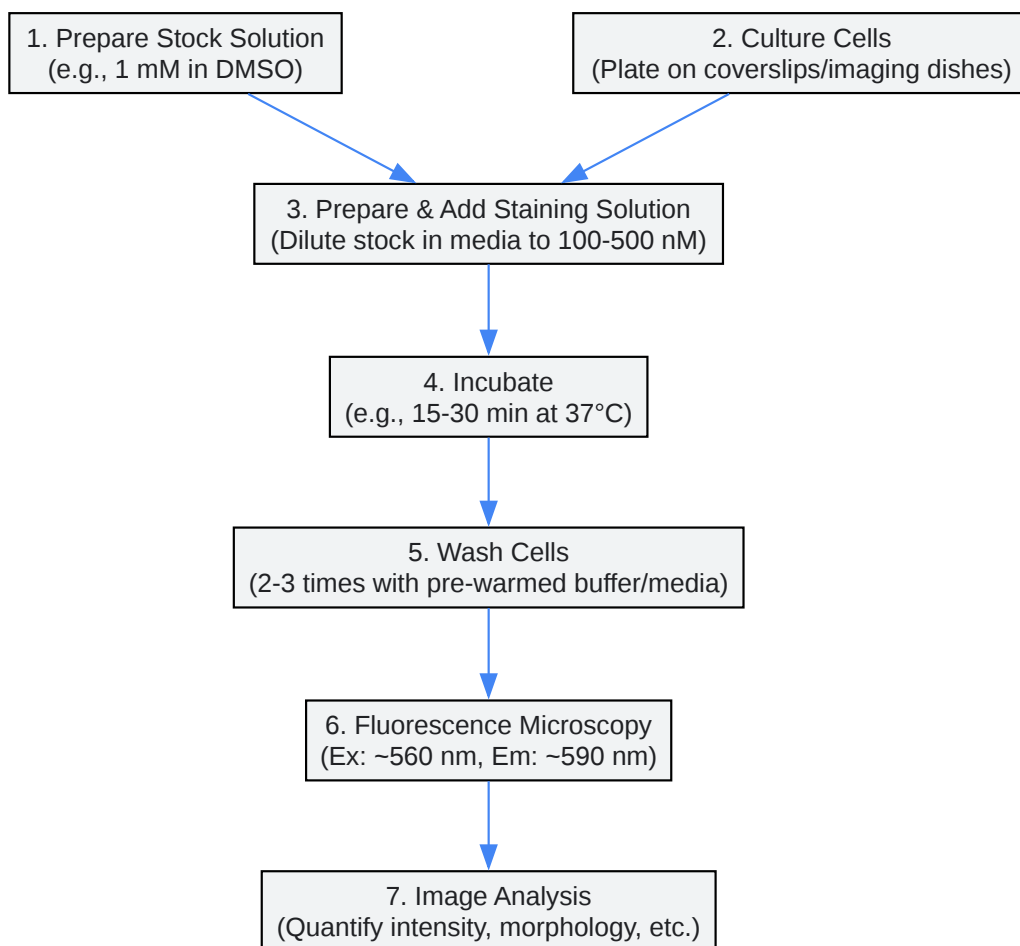 1. Prepare Stock Solution
(e.g., 1 mM in DMSO)
2. Culture Cells
(Plate on coverslips/imaging dishes)
3. Prepare & Add Staining Solution
(Dilute stock in media to 100-500 nM)
4. Incubate
(e.g., 15-30 min at 37°C)
5. Wash Cells
(2-3 times with pre-warmed buffer/media)
6. Fluorescence Microscopy
(Ex: ~560 nm, Em: ~590 nm)
7. Image Analysis
(Quantify intensity, morphology, etc.)